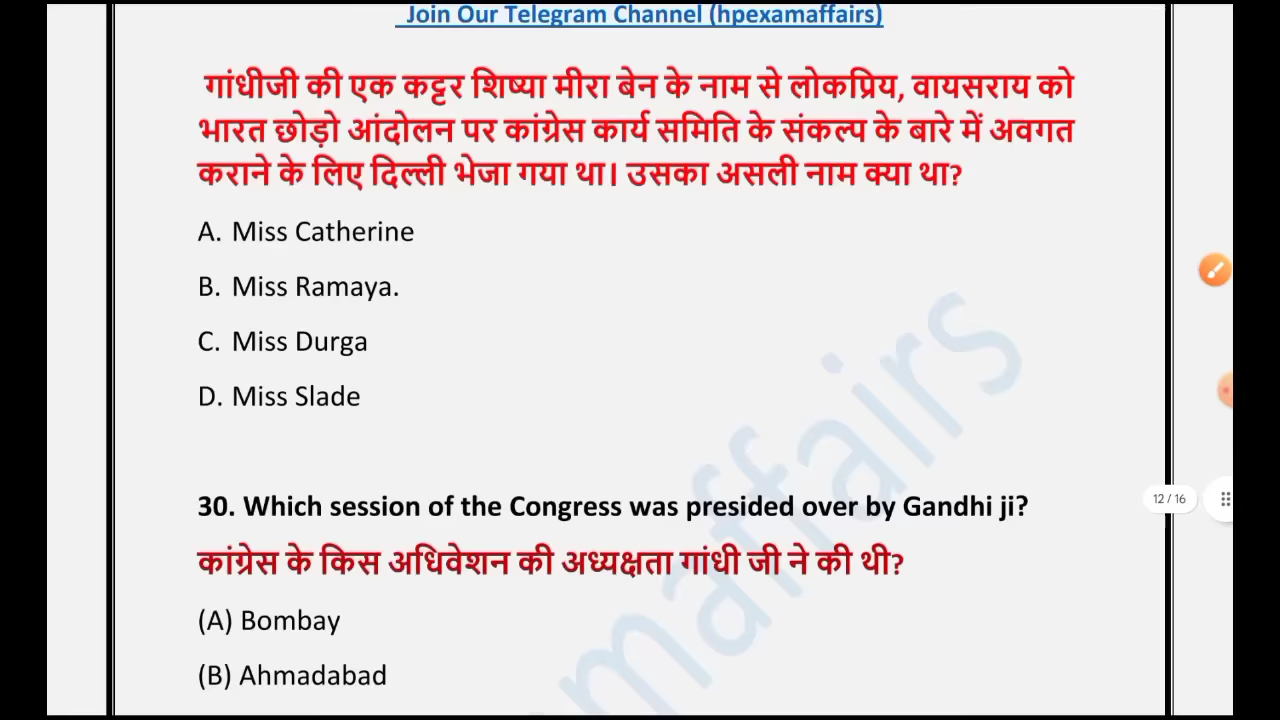 Join Our Telegram Channel (hpexamaffairs)
गांधीजी की एक कट्टर शिष्या मीरा बेन के नाम से लोकप्रिय, वायसराय को
भारत छोड़ो आंदोलन पर कांग्रेस कार्य समिति के संकल्प के बारे में अवगत
कराने के लिए दिल्ली भेजा गया था। उसका असली नाम क्या था?
A. Miss Catherine
B. Miss Ramaya.
C. Miss Durga
D. Miss Slade
30. Which session of the Congress was presided over by Gandhi ji?
कांग्रेस के किस अधिवेशन की अध्यक्षता गांधी जी ने की थी?
(A) Bombay
(B) Ahmadabad
12 / 16
maffairs